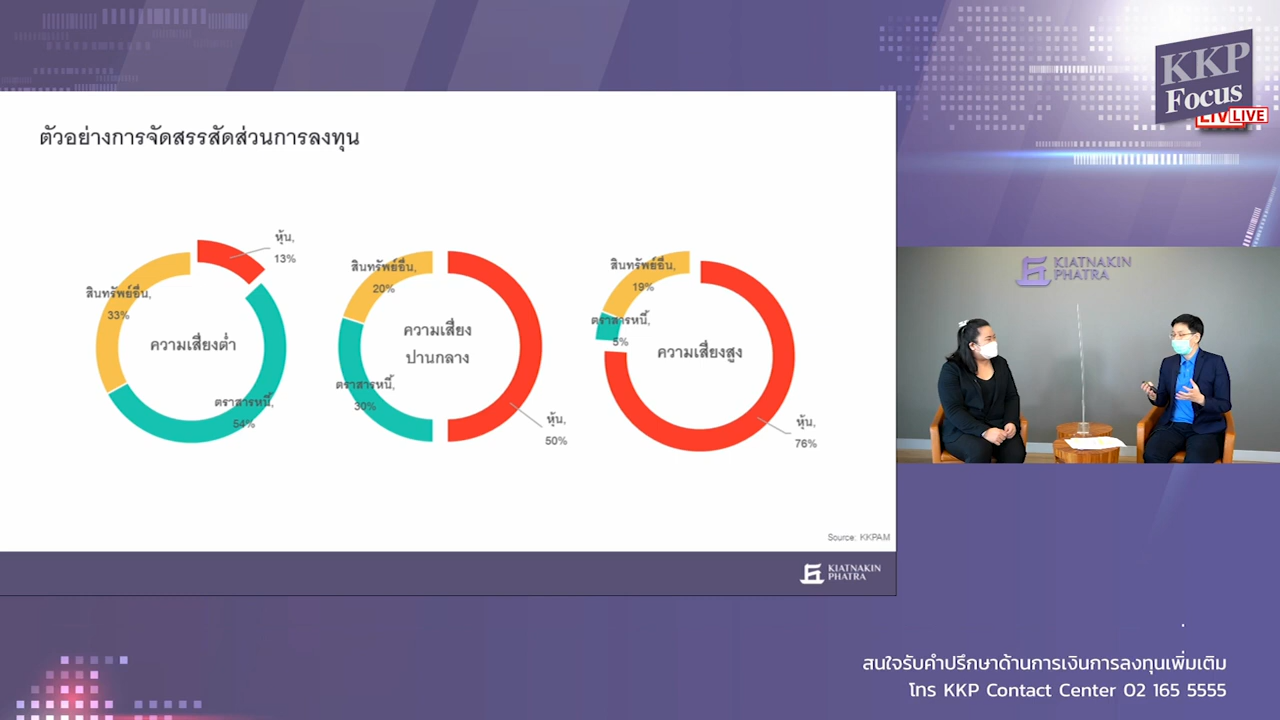 KKP
Focus
LIVE
ตัวอย่างการจัดสรรสัดส่วนการลงทุน
หุ้น,
13%
สินทรัพย์อื่น,
33%
ความเสี่ยงต่ำ
ตราสารหนี้,
54%
สินทรัพย์อื่น,
20%
ความเสี่ยง
ปานกลาง
ตราสารหนี้,
30%
หุ้น,
50%
สินทรัพย์อื่น,
19%
ตราสารหนี้,
5%
ความเสี่ยงสูง
หุ้น,
76%
Source: KKPAM
KIATNAKIN
PHATRA
KIATNAKIN
PHATRA
สนใจรับคำปรึกษาด้านการเงินการลงทุนเพิ่มเติม
โทร KKP Contact Center 02 165 5555